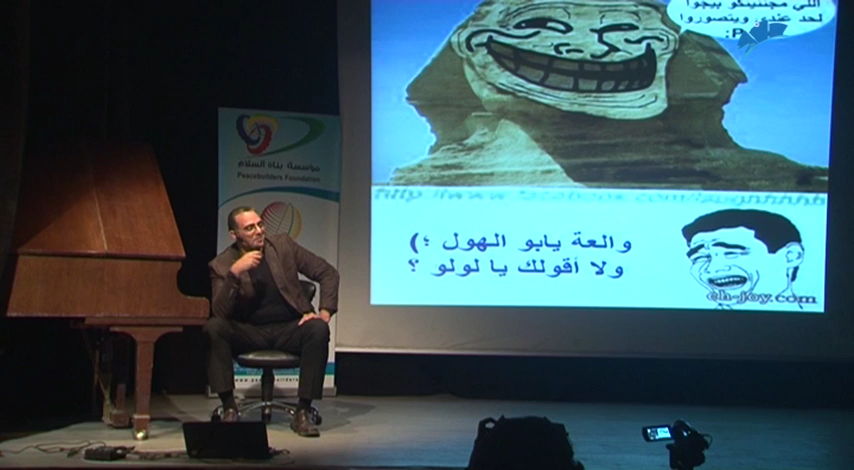 اللي مجننينكو بيجوا
لحد عندي ويتصوروا
:P
والعة يابو الهول ؛)
ولا أقولك يا لولو ؟
eh-joy.com
مؤسسة بناة السلام
Peacebuilders Foundation